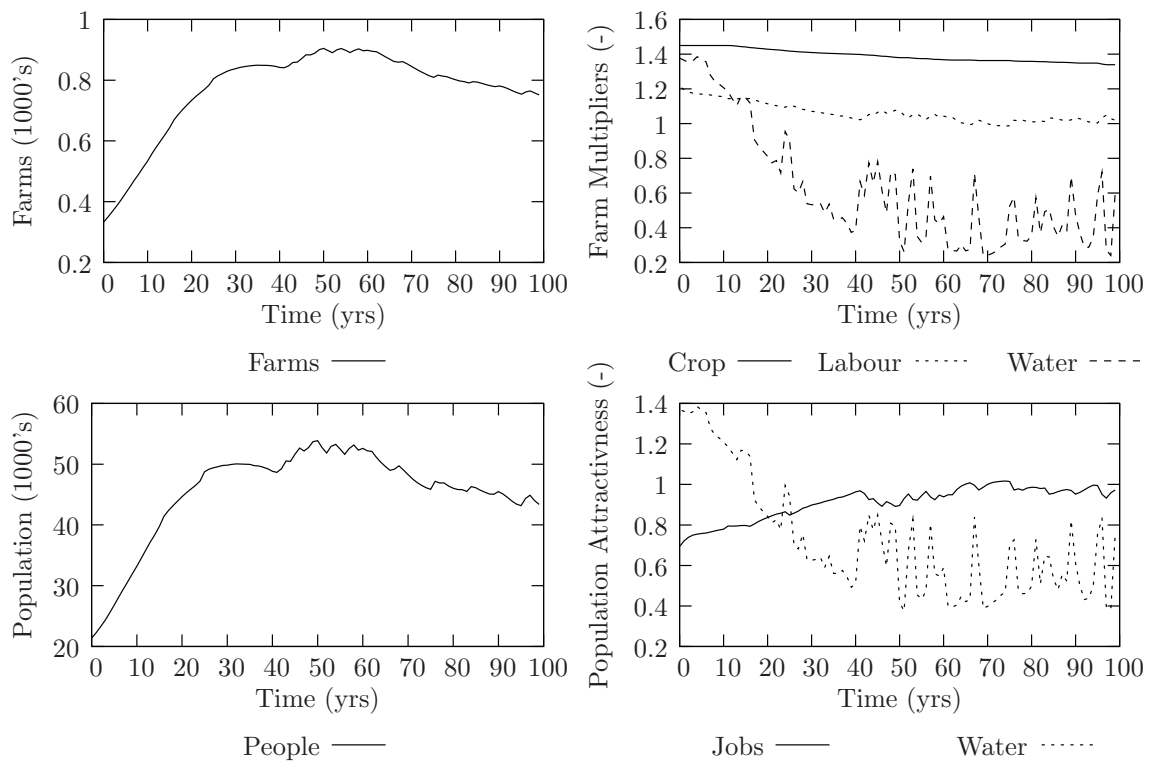 Farms (1000's)
1
0.8
0.6
0.4
0.2
0 10 20 30 40 50 60 70 80 90 100
Time (yrs)
Farms
Farm Multipliers (-)
1.6
1.4
1.2
1
0.8
0.6
0.4
0.2
0 10 20 30 40 50 60 70 80 90 100
Time (yrs)
Crop Labour Water
Population (1000's)
60
50
40
30
20
0 10 20 30 40 50 60 70 80 90 100
Time (yrs)
People
Population Attractivness (-)
1.4
1.2
1
0.8
0.6
0.4
0.2
0 10 20 30 40 50 60 70 80 90 100
Time (yrs)
Jobs Water